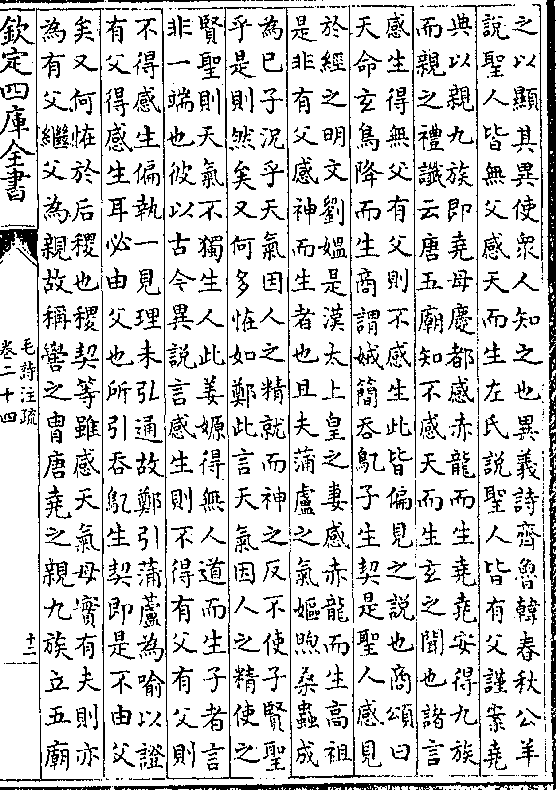 之以顯其異使衆人知之也異義詩齊魯韓春秋公羊
說聖人皆無父感天而生左氏說聖人皆有父謹案堯
典以親九族即堯母慶都感赤龍而生堯堯安得九族
而親之禮讖云唐五廟知不感天而生玄之聞也諸言
感生得無父有父則不感生此皆偏見之說也商頌曰
天命玄鳥降而生商謂娀簡吞鳦子生契是聖人感見
於經之明文劉媼是漢太上皇之妻感赤龍而生高祖
是非有父感神而生者也且夫蒲盧之氣嫗煦桑蟲成
為已子況乎天氣因人之精就而神之反不使子賢聖
乎是則然矣又何多怪如鄭此言天氣因人之精使之
賢聖則天氣不獨生人此姜嫄得無人道而生子者言
非一端也彼以古今異說言感生則不得有父有父則
不得感生偏執一見理未弘通故鄭引蒲蘆為喻以證
有父得感生耳必由父也所引吞鳦生契即是不由父
矣又何怪於后稷也稷契等雖感天氣母實有夫則亦
為有父繼父為親故稱嚳之胄唐堯之親九族立五廟
欽定四庫全書
毛詩注疏
卷二十四
十二